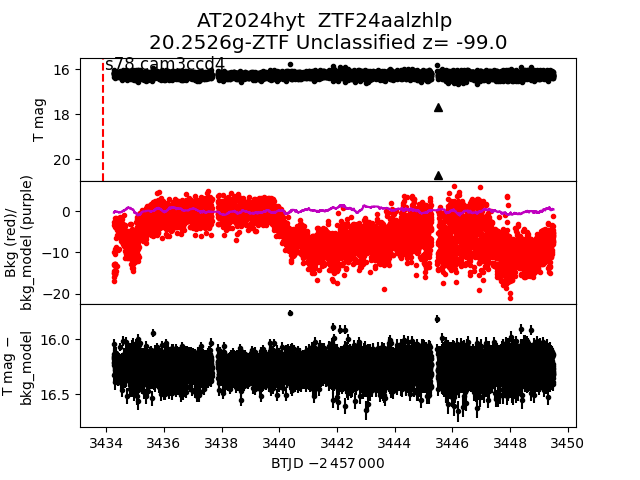 AT2024hyt  ZTF24aalzhlp
20.2526g-ZTF Unclassified z= -99.0
s78 cam3ccd4
T mag
16
18
20
Bkg (red)/
bkg_model (purple)
0
−10
−20
T mag −
bkg_model
16.0
16.5
3434 3436 3438 3440 3442 3444 3446 3448 3450
BTJD −2 457 000